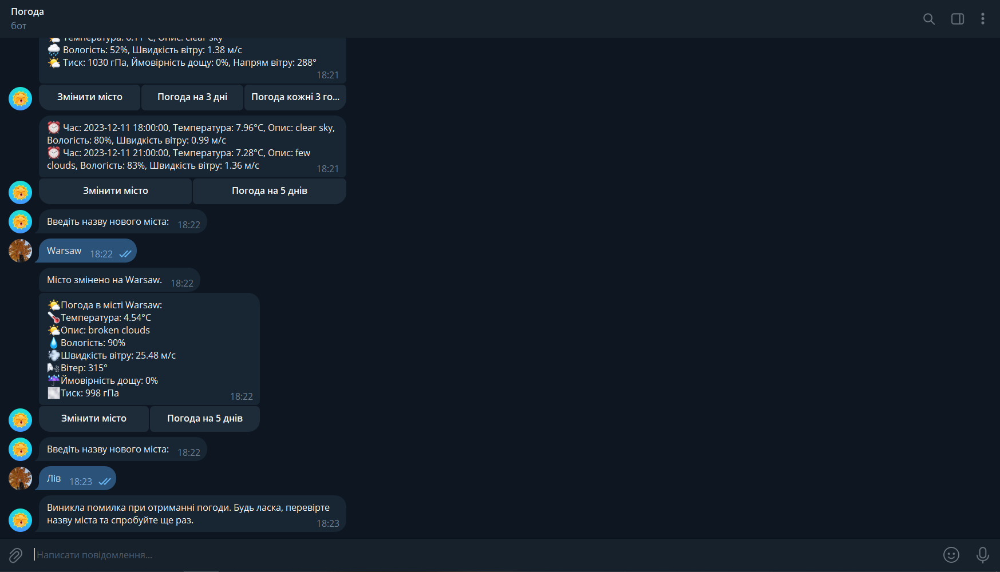 Погода
бот
Температура: 6.11°C, Опис: clear sky
Вологість: 52%, Швидкість вітру: 1.38 м/с
Тиск: 1030 гПа, Ймовірність дощу: 0%, Напрям вітру: 288°
18:21
Змінити місто Погода на 3 дні Погода кожні 3 го...
Час: 2023-12-11 18:00:00, Температура: 7.96°C, Опис: clear sky,
Вологість: 80%, Швидкість вітру: 0.99 м/с
Час: 2023-12-11 21:00:00, Температура: 7.28°C, Опис: few
clouds, Вологість: 83%, Швидкість вітру: 1.36 м/с 18:21
Змінити місто Погода на 5 днів
Введіть назву нового міста: 18:22
Warsaw 18:22
Місто змінено на Warsaw. 18:22
Погода в місті Warsaw:
Температура: 4.54°C
Опис: broken clouds
Вологість: 90%
Швидкість вітру: 25.48 м/с
Вітер: 315°
Ймовірність дощу: 0%
Тиск: 998 гПа 18:22
Змінити місто Погода на 5 днів
Введіть назву нового міста: 18:22
Лів 18:23
Виникла помилка при отриманні погоди. Будь ласка, перевірте
назву міста та спробуйте ще раз. 18:23
Написати повідомлення...